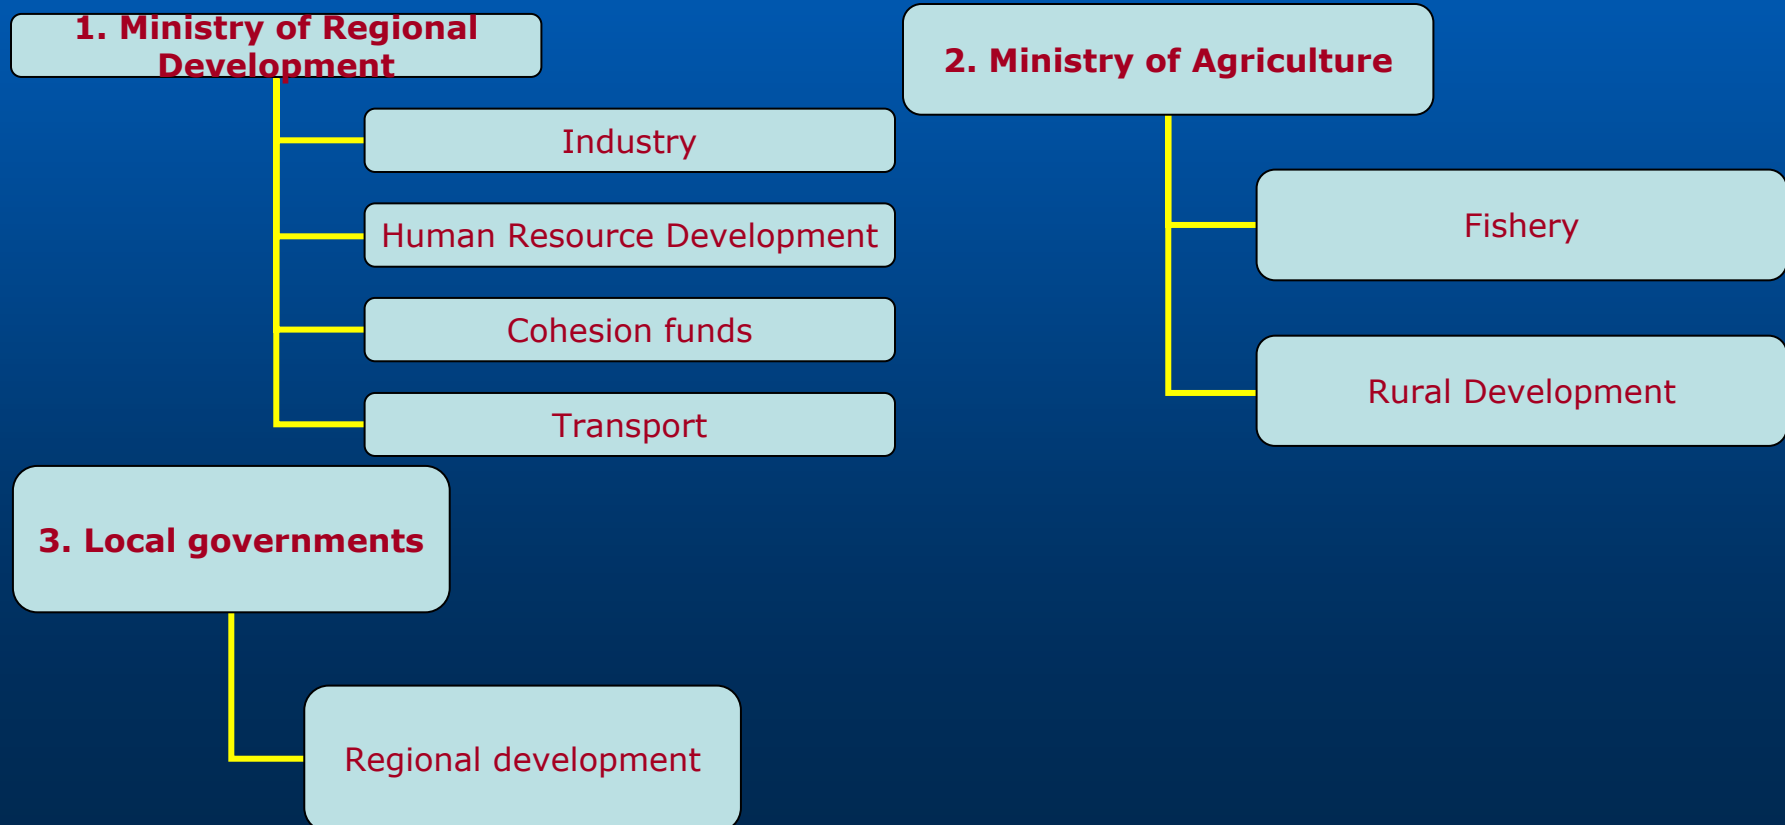 1. Ministry of Regional
Development
Industry
Human Resource Development
Cohesion funds
Transport
2. Ministry of Agriculture
Fishery
Rural Development
3. Local governments
Regional development